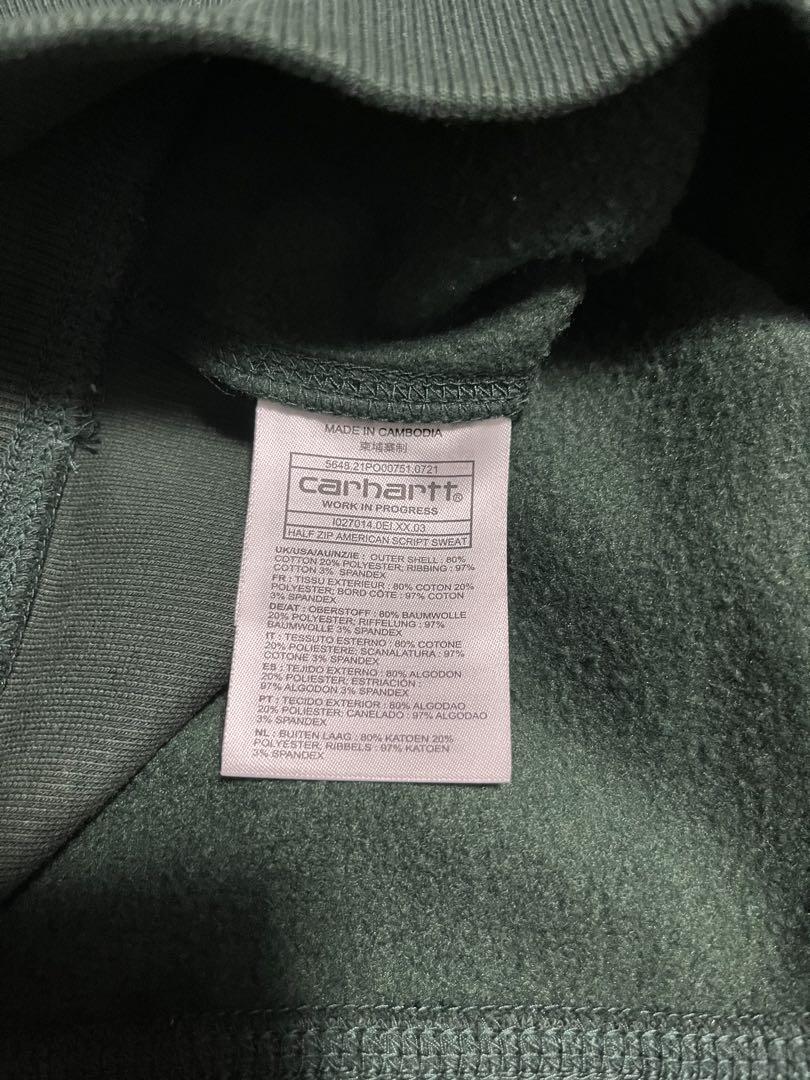 MADE IN CAMBODIA
柬埔寨制
5648.21PO00751.0721
carhartt®
WORK IN PROGRESS
I027014.0EI.XX.03
HALF ZIP AMERICAN SCRIPT SWEAT
UK/USA/AU/NZ/IE : OUTER SHELL : 80%
COTTON 20% POLYESTER; RIBBING : 97%
COTTON 3% SPANDEX
FR : TISSU EXTERIEUR : 80% COTON 20%
POLYESTER; BORD CÔTE : 97% COTON
3% SPANDEX
DE/AT : OBERSTOFF : 80% BAUMWOLLE
20% POLYESTER; RIFFELUNG : 97%
BAUMWOLLE 3% SPANDEX
IT : TESSUTO ESTERNO : 80% COTONE
20% POLIESTERE; SCANALATURA : 97%
COTONE 3% SPANDEX
ES : TEJIDO EXTERNO : 80% ALGODON
20% POLIESTER; ESTRIACIÓN :
97% ALGODON 3% SPANDEX
PT : TECIDO EXTERIOR : 80% ALGODAO
20% POLIÉSTER; CANELADO : 97% ALGODAO
3% SPANDEX
NL : BUITEN LAAG : 80% KATOEN 20%
POLYESTER; RIBBELS : 97% KATOEN
3% SPANDEX